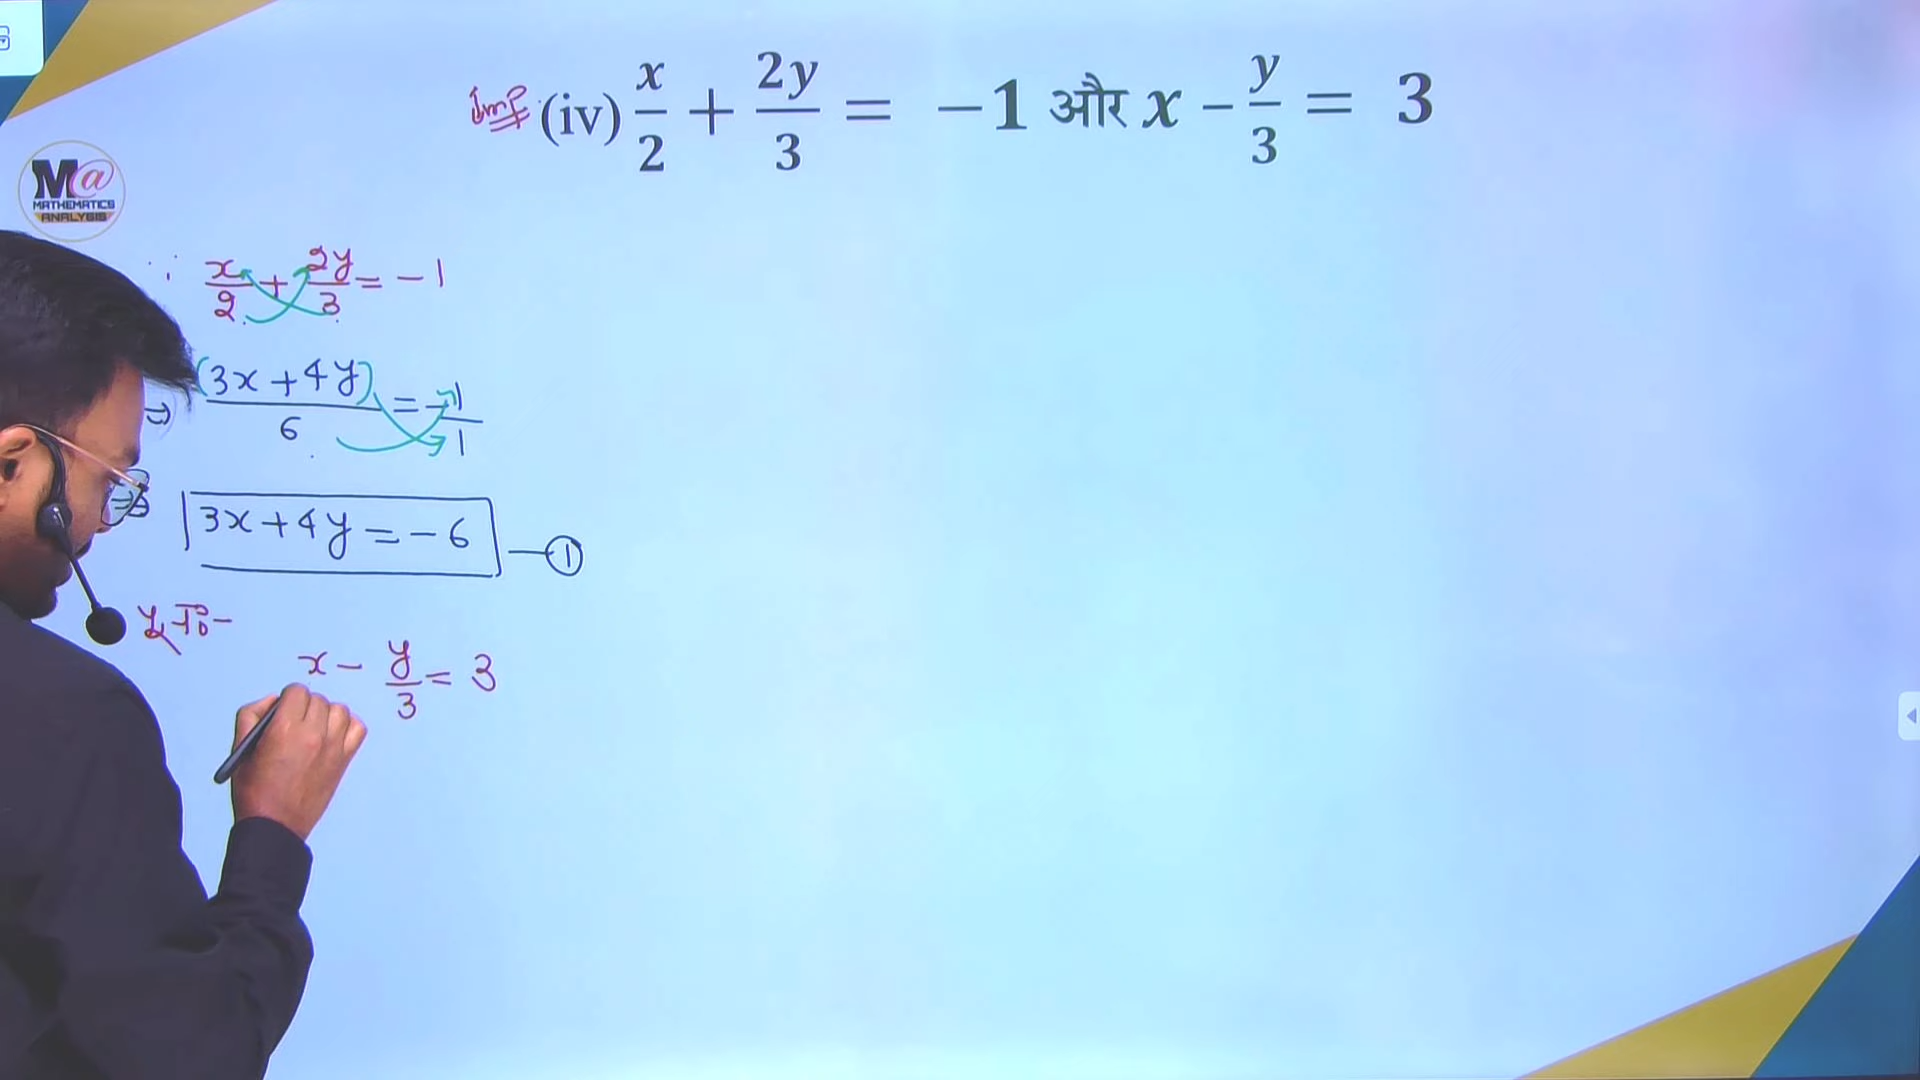 Imp (iv) x/2 + 2y/3 = −1 और x − y/3 = 3
M@
MATHEMATICS
ANALYSIS
∵ x/2 + 2y/3 = −1
⇒ (3x+4y)/6 = −1/1
⇒ 3x+4y = −6 —①
x − y/3 = 3